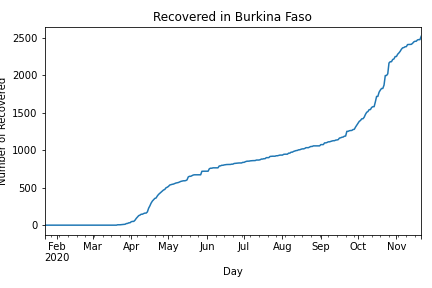 Recovered in Burkina Faso
Number of Recovered
2500
2000
1500
1000
500
0
Feb Mar Apr May Jun Jul Aug Sep Oct Nov
2020
Day